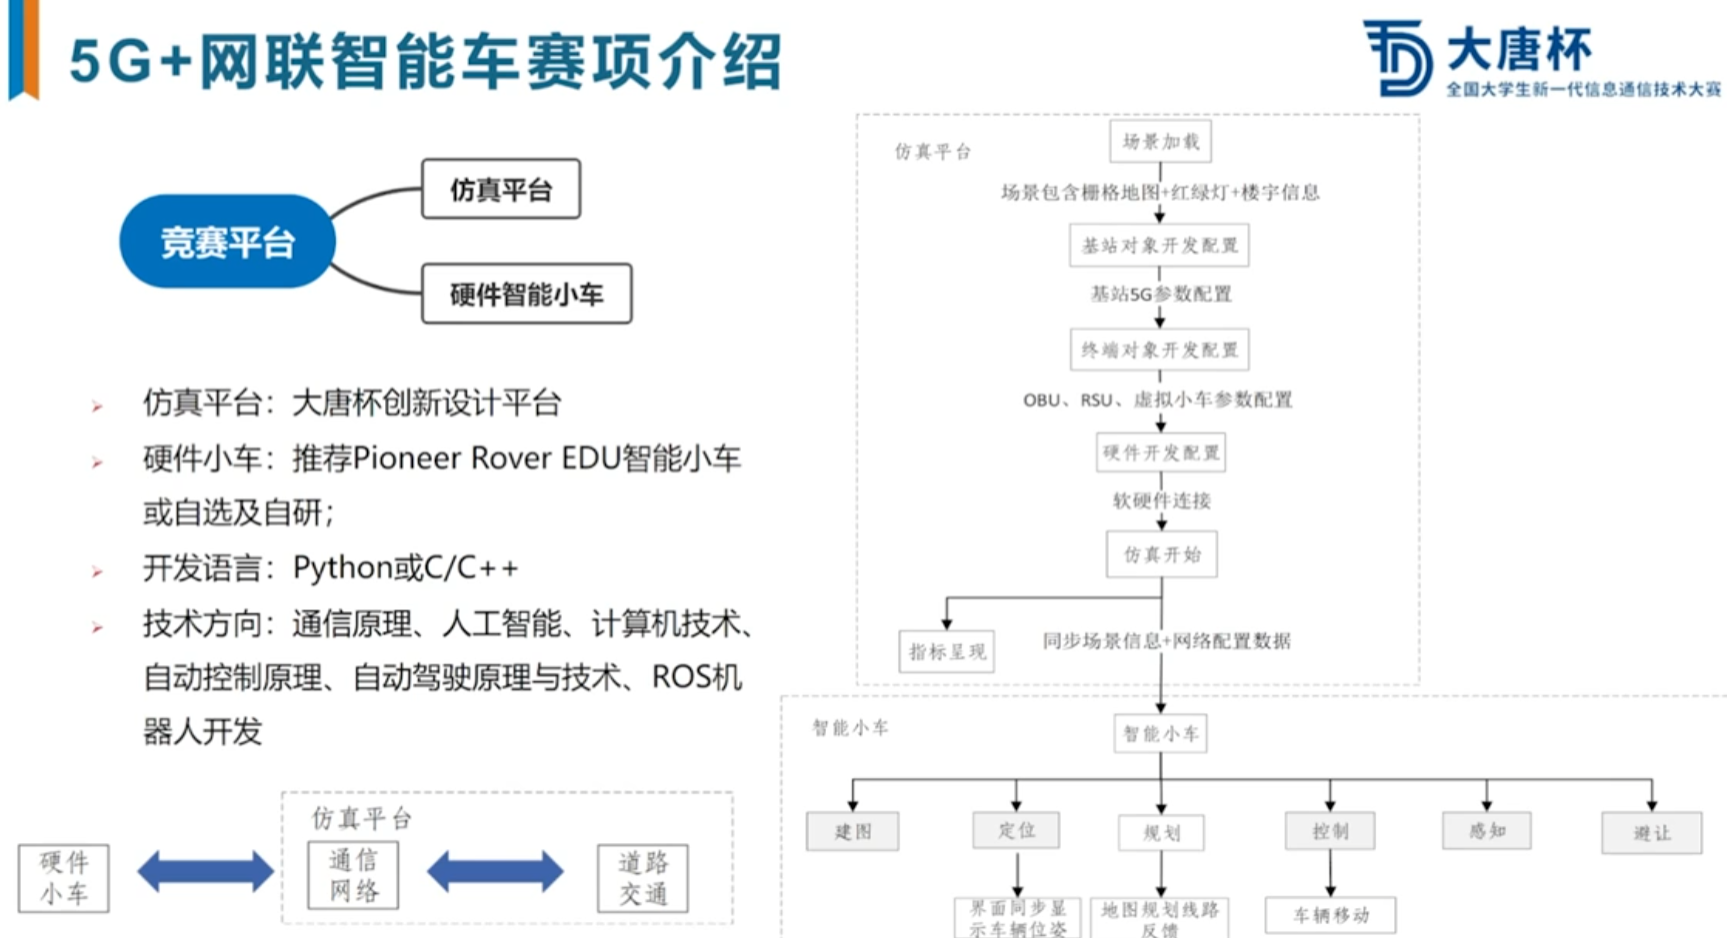 5G+网联智能车赛项介绍
大唐杯
全国大学生新一代信息通信技术大赛
竞赛平台
仿真平台
硬件智能小车
仿真平台：大唐杯创新设计平台
硬件小车：推荐Pioneer Rover EDU智能小车
或自选及自研；
开发语言：Python或C/C++
技术方向：通信原理、人工智能、计算机技术、
自动控制原理、自动驾驶原理与技术、ROS机
器人开发
仿真平台
硬件
小车
通信
网络
道路
交通
仿真平台
场景加载
场景包含栅格地图+红绿灯+楼宇信息
基站对象开发配置
基站5G参数配置
终端对象开发配置
OBU、RSU、虚拟小车参数配置
硬件开发配置
软硬件连接
仿真开始
指标呈现
同步场景信息+网络配置数据
智能小车
智能小车
建图
定位
规划
控制
感知
避让
界面同步显
示车辆位姿
地图规划线路
反馈
车辆移动